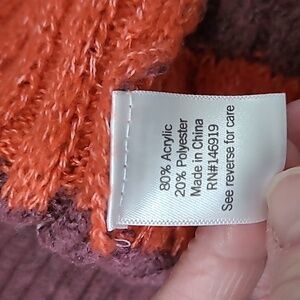 80% Acrylic
20% Polyester
Made in China
RN#146919
See reverse for care